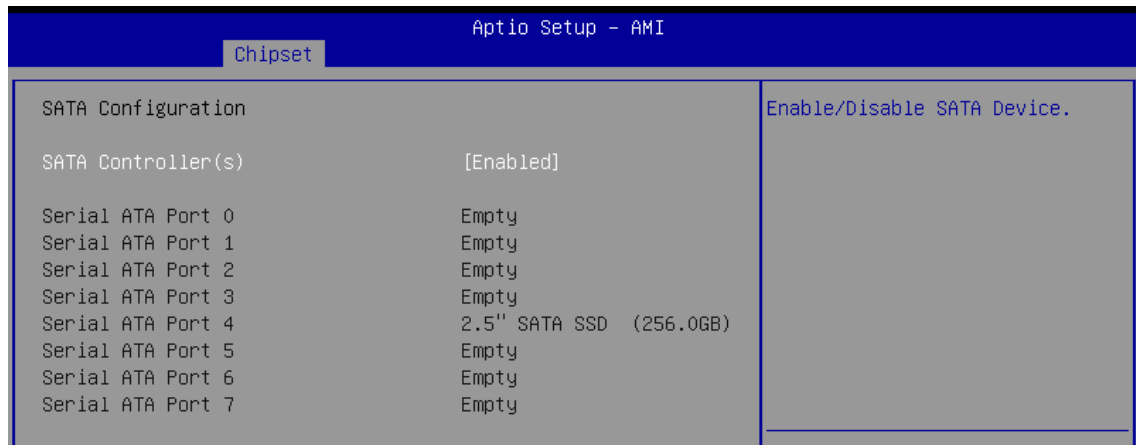 Aptio Setup – AMI
Chipset
SATA Configuration
SATA Controller(s) [Enabled]
Serial ATA Port 0 Empty
Serial ATA Port 1 Empty
Serial ATA Port 2 Empty
Serial ATA Port 3 Empty
Serial ATA Port 4 2.5" SATA SSD (256.0GB)
Serial ATA Port 5 Empty
Serial ATA Port 6 Empty
Serial ATA Port 7 Empty
Enable/Disable SATA Device.